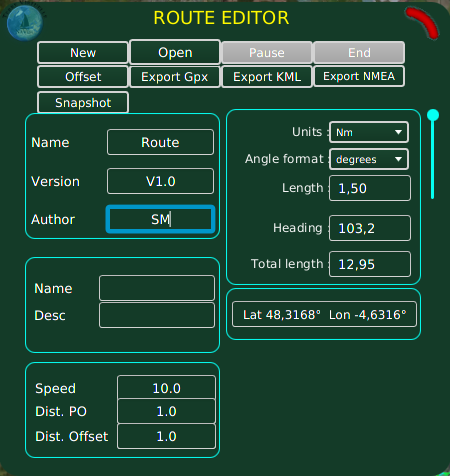 ROUTE EDITOR
New Open Pause End
Offset Export Gpx Export KML Export NMEA
Snapshot
Name Route
Version V1.0
Author SM
Units : Nm
Angle format : degrees
Length : 1,50
Heading : 103,2
Total length : 12,95
Name
Desc
Lat 48,3168° Lon -4,6316°
Speed 10.0
Dist. PO 1.0
Dist. Offset 1.0